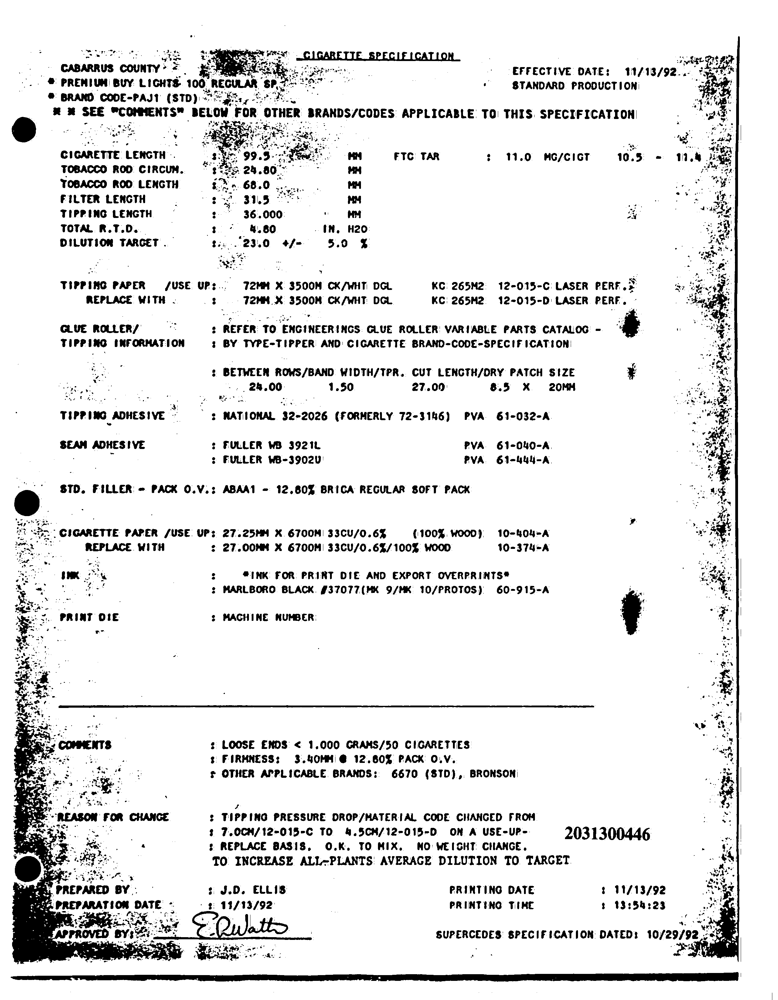 CIGARETTE SPECIFICATION
CABARRUS COUNTY
EFFECTIVE DATE: 11/13/92
* PREMIUM BUY LIGHTS 100 REGULAR SP
STANDARD PRODUCTION
* BRAND CODE-PAJ1 (STD)
* * SEE "COMMENTS" BELOW FOR OTHER BRANDS/CODES APPLICABLE TO THIS SPECIFICATION
CIGARETTE LENGTH : 99.5 MM FTC TAR : 11.0 MG/CIGT 10.5 - 11.4
TOBACCO ROD CIRCUM. : 24.80 MM
TOBACCO ROD LENGTH : 68.0 MM
FILTER LENGTH : 31.5 MM
TIPPING LENGTH : 36.000 MM
TOTAL R.T.D. : 4.80 IN. H2O
DILUTION TARGET : 23.0 +/- 5.0 %
TIPPING PAPER /USE UP: 72MM X 3500M CK/WHT DGL KC 265M2 12-015-C LASER PERF.
REPLACE WITH : 72MM X 3500M CK/WHT DGL KC 265M2 12-015-D LASER PERF.
GLUE ROLLER/ : REFER TO ENGINEERINGS GLUE ROLLER VARIABLE PARTS CATALOG -
TIPPING INFORMATION : BY TYPE-TIPPER AND CIGARETTE BRAND-CODE-SPECIFICATION
: BETWEEN ROWS/BAND WIDTH/TPR. CUT LENGTH/DRY PATCH SIZE
24.00 1.50 27.00 8.5 X 20MM
TIPPING ADHESIVE : NATIONAL 32-2026 (FORMERLY 72-3146) PVA 61-032-A
SEAM ADHESIVE : FULLER WB 3921L PVA 61-040-A
: FULLER WB-3902U PVA 61-444-A
STD. FILLER - PACK O.V.: ABAA1 - 12.80% BRICA REGULAR SOFT PACK
CIGARETTE PAPER /USE UP: 27.25MM X 6700M 33CU/0.6% (100% WOOD) 10-404-A
REPLACE WITH : 27.00MM X 6700M 33CU/0.6%/100% WOOD 10-374-A
INK : *INK FOR PRINT DIE AND EXPORT OVERPRINTS*
: MARLBORO BLACK #37077(MK 9/MK 10/PROTOS) 60-915-A
PRINT DIE : MACHINE NUMBER
COMMENTS : LOOSE ENDS < 1.000 GRAMS/50 CIGARETTES
: FIRMNESS: 3.40MM @ 12.80% PACK O.V.
: OTHER APPLICABLE BRANDS: 6670 (STD), BRONSON
REASON FOR CHANGE : TIPPING PRESSURE DROP/MATERIAL CODE CHANGED FROM
: 7.0CM/12-015-C TO 4.5CM/12-015-D ON A USE-UP-
2031300446
: REPLACE BASIS. O.K. TO MIX. NO WEIGHT CHANGE.
TO INCREASE ALL-PLANTS AVERAGE DILUTION TO TARGET
PREPARED BY : J.D. ELLIS PRINTING DATE : 11/13/92
PREPARATION DATE : 11/13/92 PRINTING TIME : 13:54:23
APPROVED BY: E.R. Watts
SUPERCEDES SPECIFICATION DATED: 10/29/92